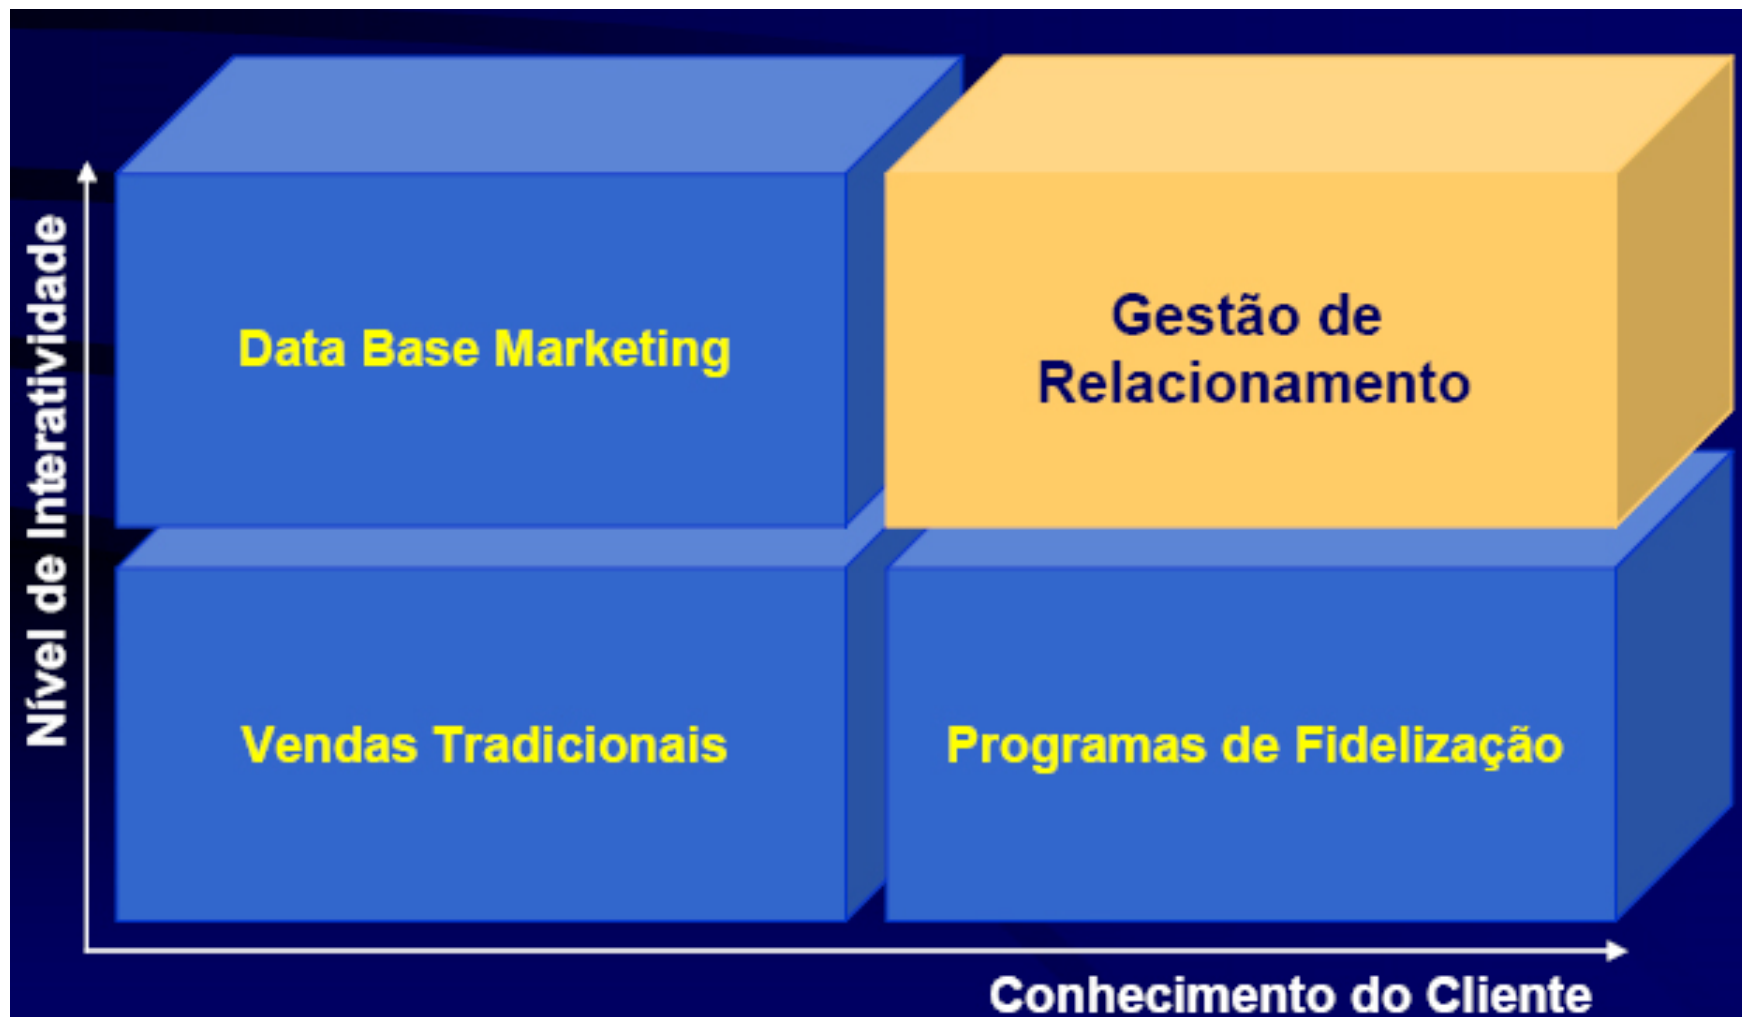 Nível de Interatividade
Data Base Marketing
Gestão de
Relacionamento
Vendas Tradicionais
Programas de Fidelização
Conhecimento do Cliente